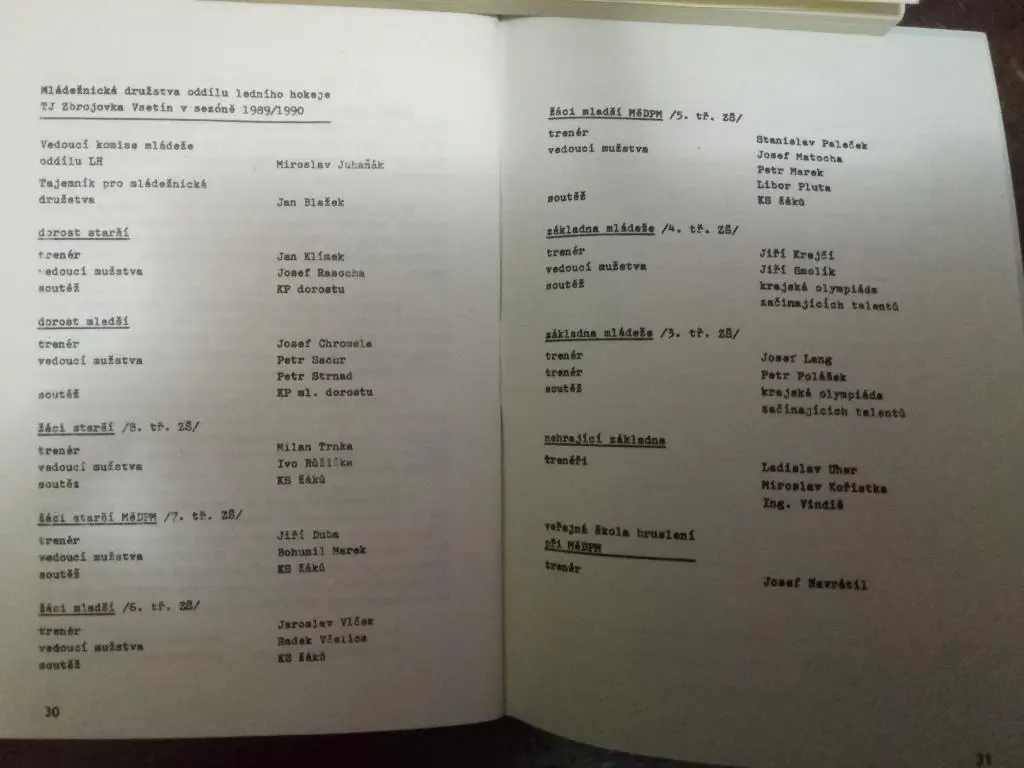 Mládežnická družstva oddílu ledního hokeje
TJ Zbrojovka Vsetín v sezóně 1989/1990
Vedoucí komise mládeže
oddílu LH Miroslav Juhaňák
Tajemník pro mládežnická
družstva Jan Blažek
dorost starší
trenér Jan Klímek
vedoucí mužstva Josef Rasocha
soutěž KP dorostu
dorost mladší
trenér Josef Chromela
vedoucí mužstva Petr Sacur
Petr Strnad
soutěž KP ml. dorostu
žáci starší /8. tř. ZŠ/
trenér Milan Trnka
vedoucí mužstva Ivo Růžička
soutěž KS žáků
žáci starší MěDPM /7. tř. ZŠ/
trenér Jiří Duba
vedoucí mužstva Bohumil Marek
soutěž KS žáků
žáci mladší /6. tř. ZŠ/
trenér Jaroslav Vlček
vedoucí mužstva Radek Včelica
soutěž KS žáků
30
žáci mladší MěDPM /5. tř. ZŠ/
trenér Stanislav Paleček
vedoucí mužstva Josef Matocha
Petr Marek
Libor Pluta
soutěž KS žáků
základna mládeže /4. tř. ZŠ/
trenér Jiří Krejčí
vedoucí mužstva Jiří Smolík
soutěž krajská olympiáda
začínajících talentů
základna mládeže /3. tř. ZŠ/
trenér Josef Lang
trenér Petr Polášek
soutěž krajská olympiáda
začínajících talentů
nehrající základna
trenéři Ladislav Uher
Miroslav Kořistka
Ing. Vindiš
veřejná škola bruslení
při MěDPM
trenér Josef Navrátil
31